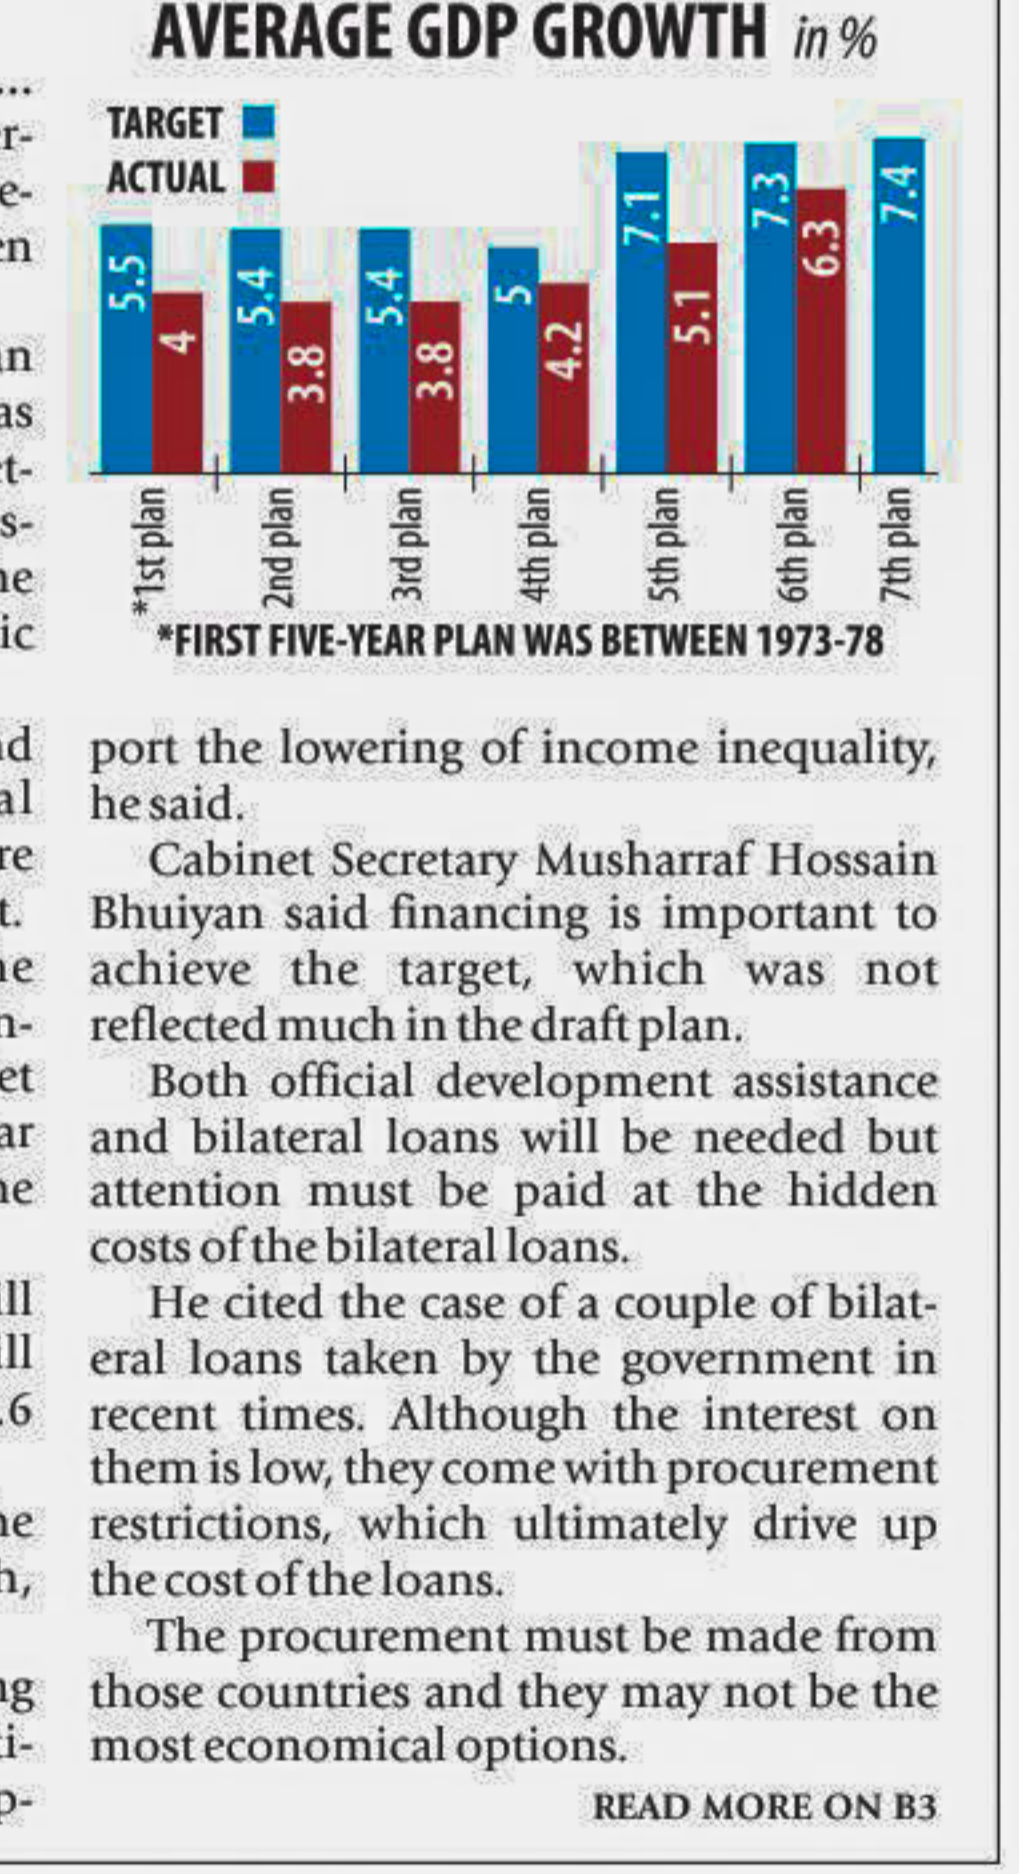 AVERAGE GDP GROWTH in %
TARGET
ACTUAL
5.5
4
5.4
3.8
5.4
3.8
5
4.2
7.1
5.1
7.3
6.3
7.4
*1st plan
2nd plan
3rd plan
4th plan
5th plan
6th plan
7th plan
*FIRST FIVE-YEAR PLAN WAS BETWEEN 1973-78
port the lowering of income inequality,
he said.
Cabinet Secretary Musharraf Hossain
Bhuiyan said financing is important to
achieve the target, which was not
reflected much in the draft plan.
Both official development assistance
and bilateral loans will be needed but
attention must be paid at the hidden
costs of the bilateral loans.
He cited the case of a couple of bilat-
eral loans taken by the government in
recent times. Although the interest on
them is low, they come with procurement
restrictions, which ultimately drive up
the cost of the loans.
The procurement must be made from
those countries and they may not be the
most economical options.
READ MORE ON B3